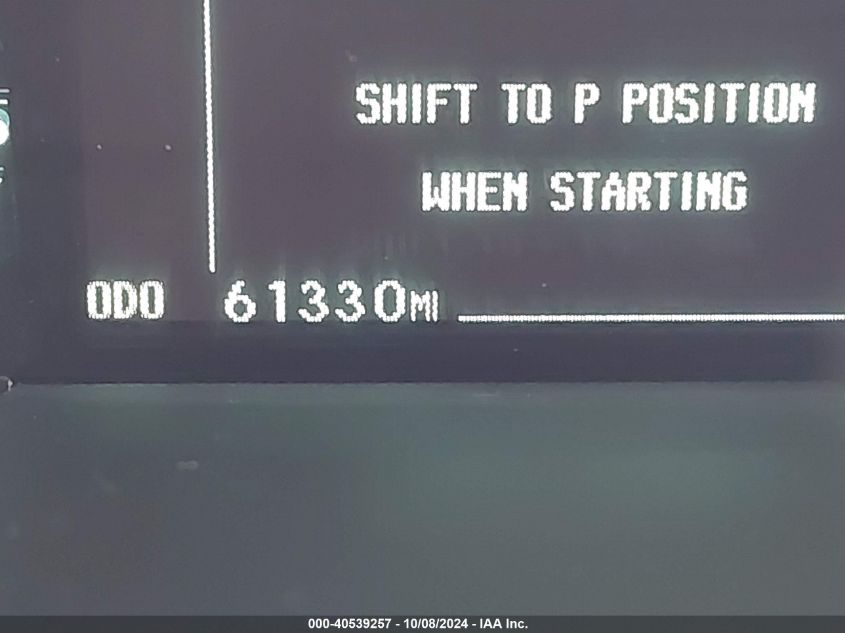 SHIFT TO P POSITION
WHEN STARTING
ODO 61330MI
000-40539257 - 10/08/2024 - IAA Inc.